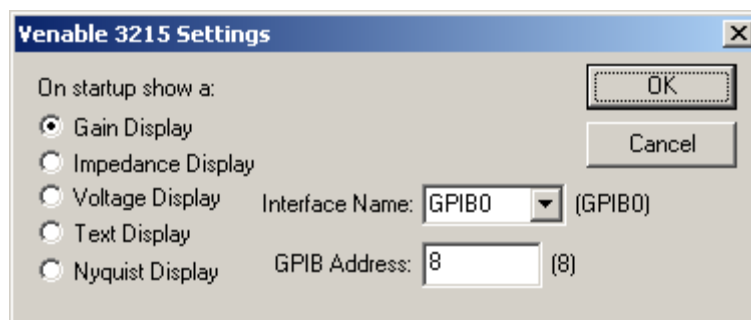 Venable 3215 Settings
On startup show a:
Gain Display
Impedance Display
Voltage Display
Text Display
Nyquist Display
Interface Name: GPIB0 (GPIB0)
GPIB Address: 8 (8)
OK
Cancel